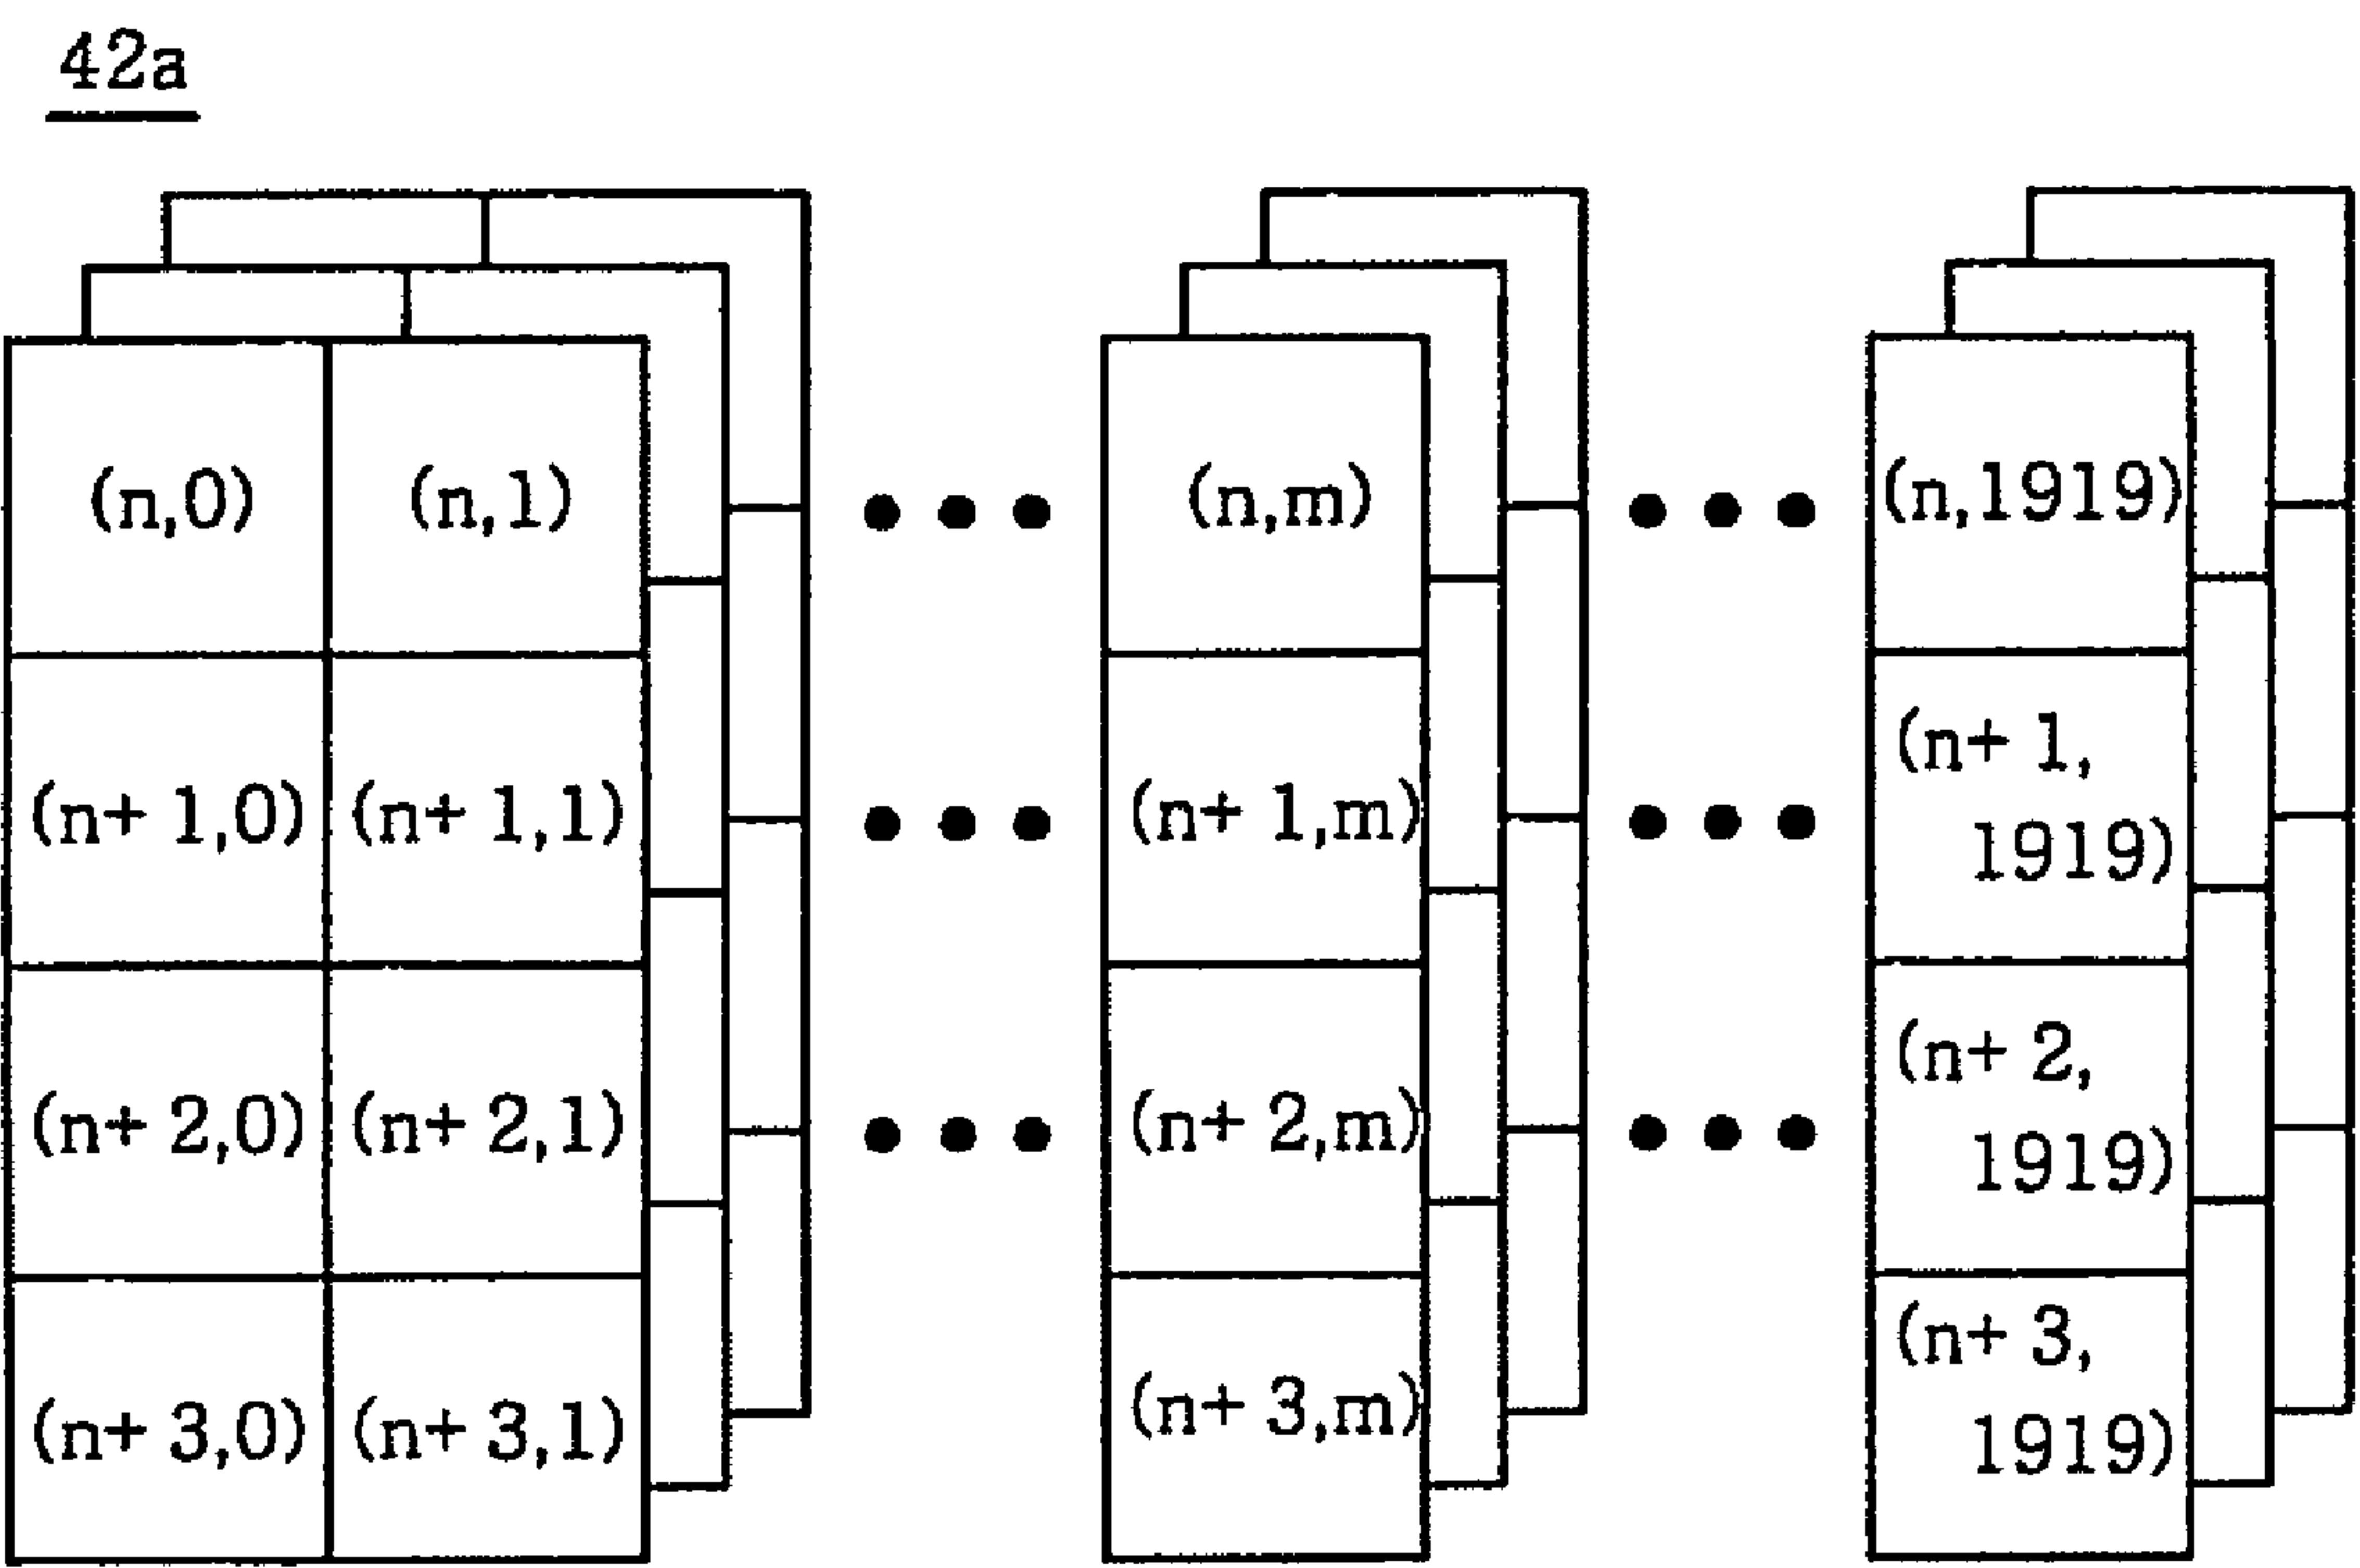 42a
(n,0) (n,1) (n,m) (n,1919)
(n+ 1,0) (n+ 1,1) (n+ 1,m) (n+ 1,
1919)
(n+ 2,0) (n+ 2,1) (n+ 2,m) (n+ 2,
1919)
(n+ 3,0) (n+ 3,1) (n+ 3,m) (n+ 3,
1919)